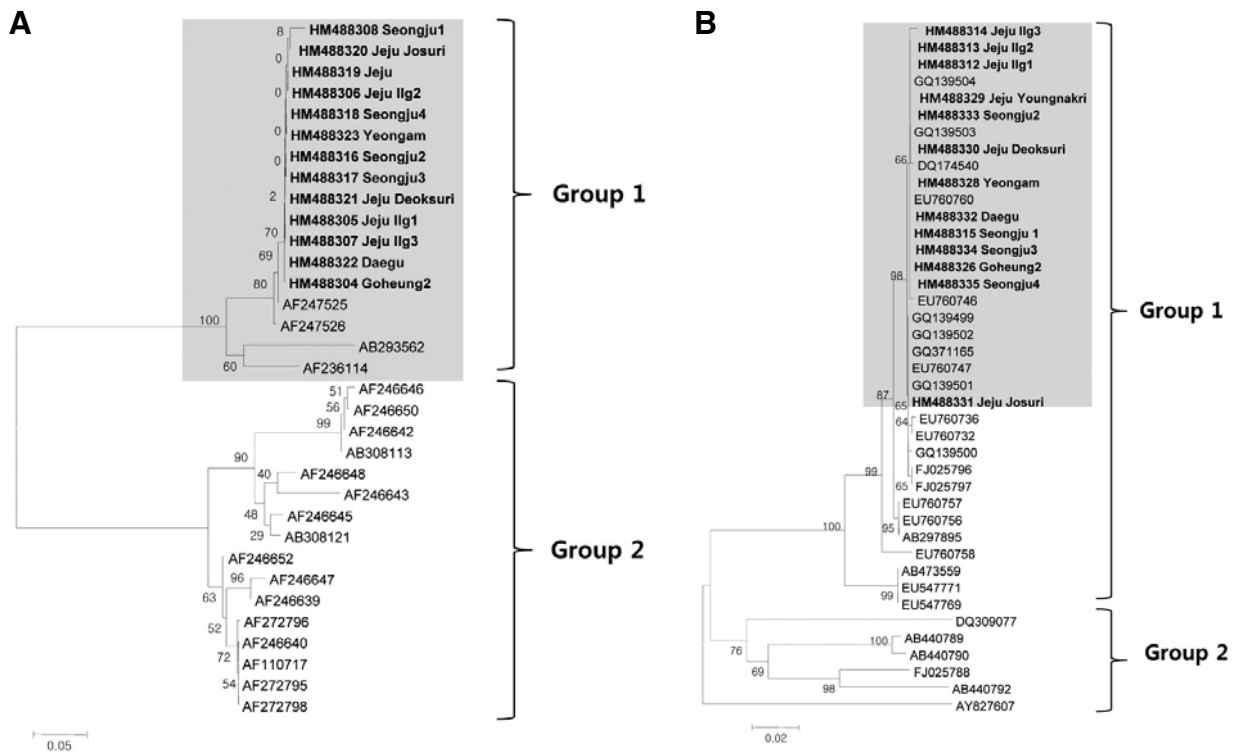 A
8
HM488308 Seongju1
HM488320 Jeju Josuri
0
HM488319 Jeju
HM488306 Jeju IIg2
0
HM488318 Seongju4
HM488323 Yeongam
0
HM488316 Seongju2
0
HM488317 Seongju3
HM488321 Jeju Deoksuri
2
HM488305 Jeju IIg1
70
HM488307 Jeju IIg3
69
HM488322 Daegu
80
HM488304 Goheung2
AF247525
100
AF247526
AB293562
60
AF236114
Group 1
51
AF246646
56
AF246650
99
AF246642
AB308113
90
40
AF246648
AF246643
48
AF246645
29
AB308121
AF246652
96
AF246647
63
AF246639
52
AF272796
AF246640
72
AF110717
54
AF272795
AF272798
Group 2
0.05
B
HM488314 Jeju IIg3
HM488313 Jeju IIg2
HM488312 Jeju IIg1
GQ139504
HM488329 Jeju Youngnakri
HM488333 Seongju2
GQ139503
HM488330 Jeju Deoksuri
66
DQ174540
HM488328 Yeongam
EU760760
HM488332 Daegu
HM488315 Seongju 1
HM488334 Seongju3
HM488326 Goheung2
98
HM488335 Seongju4
EU760746
GQ139499
GQ139502
GQ371165
EU760747
GQ139501
87
65
HM488331 Jeju Josuri
64
EU760736
EU760732
GQ139500
99
FJ025796
65
FJ025797
EU760757
100
95
EU760756
AB297895
EU760758
AB473559
99
EU547771
EU547769
Group 1
DQ309077
76
100
AB440789
AB440790
69
FJ025788
98
AB440792
AY827607
Group 2
0.02